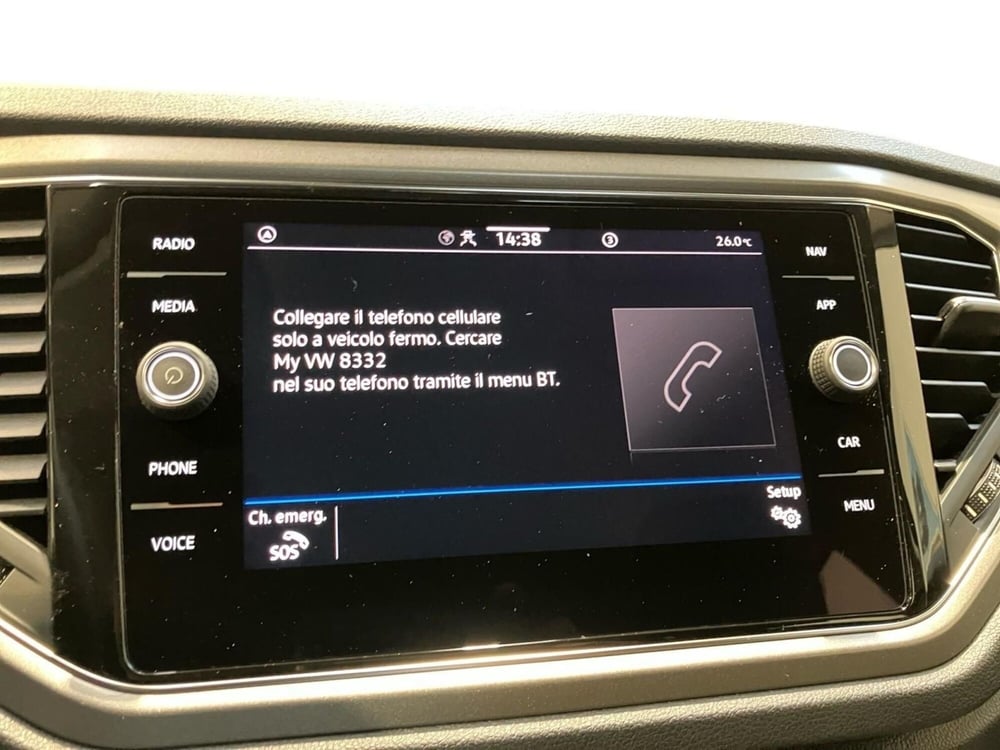 RADIO
MEDIA
PHONE
VOICE
14:38
3
26.0°C
Collegare il telefono cellulare
solo a veicolo fermo. Cercare
My VW 8332
nel suo telefono tramite il menu BT.
Ch. emerg.
SOS
Setup
NAV
APP
CAR
MENU